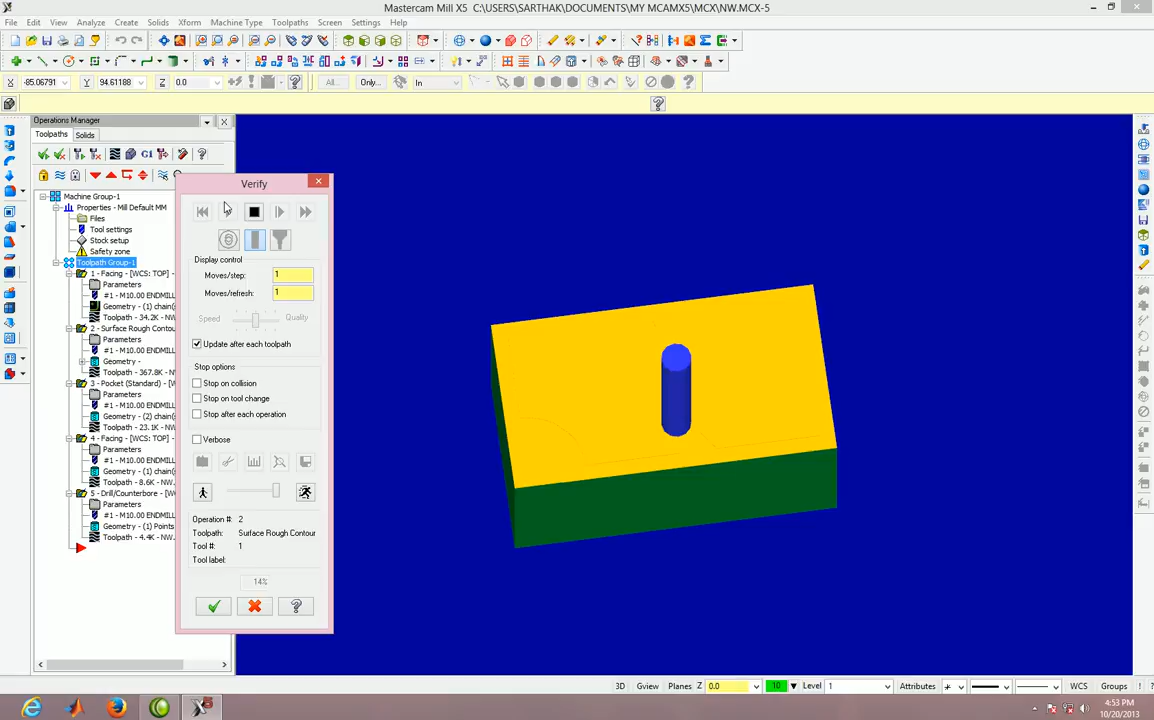 Mastercam Mill X5 C:\USERS\SARTHAK\DOCUMENTS\MY MCAMX5\MCX\NW.MCX-5
File Edit View Analyze Create Solids Xform Machine Type Toolpaths Screen Settings Help
X -85.06791 Y 94.61188 Z 0.0 All... Only... In
Operations Manager
Toolpaths Solids
G1
Machine Group-1
Properties - Mill Default MM
Files
Tool settings
Stock setup
Safety zone
Toolpath Group-1
1 - Facing - [WCS: TOP] -
Parameters
#1 - M10.00 ENDMILL
Geometry - (1) chain(s
Toolpath - 34.2K - NW
2 - Surface Rough Contou
Parameters
#1 - M10.00 ENDMILL
Geometry -
Toolpath - 367.8K - N
3 - Pocket (Standard) -
Parameters
#1 - M10.00 ENDMILL
Geometry - (2) chain(s
Toolpath - 23.1K - NW
4 - Facing - [WCS: TOP] -
Parameters
#1 - M10.00 ENDMILL
Geometry - (1) chain(s
Toolpath - 8.6K - NW.
5 - Drill/Counterbore -
Parameters
#1 - M10.00 ENDMILL
Geometry - (1) Points
Toolpath - 4.4K - NW.
Verify
Display control
Moves/step: 1
Moves/refresh: 1
Speed Quality
Update after each toolpath
Stop options
Stop on collision
Stop on tool change
Stop after each operation
Verbose
Operation #: 2
Toolpath: Surface Rough Contour
Tool #: 1
Tool label:
14%
3D Gview Planes Z 0.0 10 Level 1 Attributes WCS Groups ! ?
4:53 PM
10/20/2013